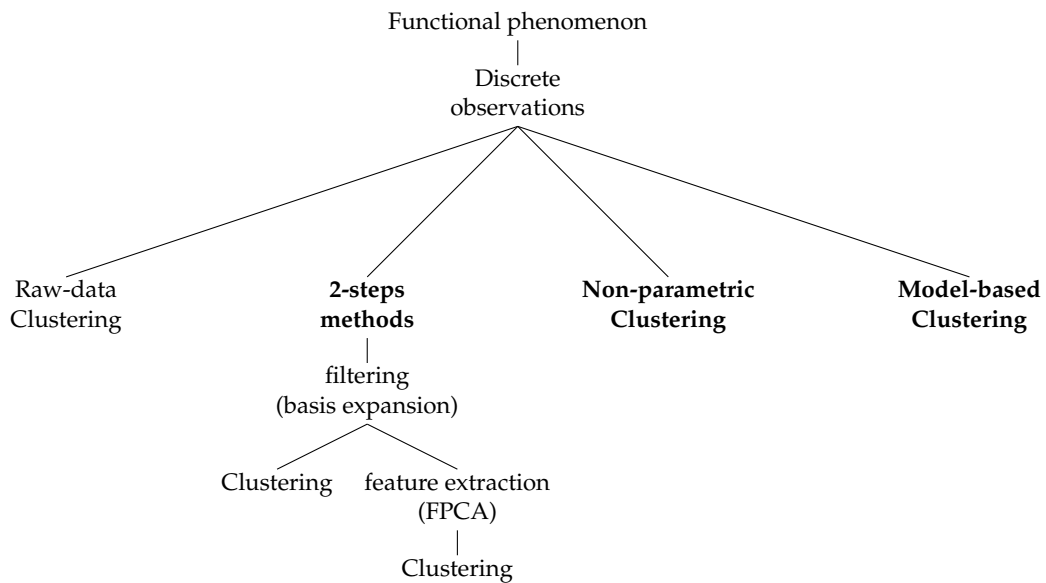 Functional phenomenon
Discrete
observations
Raw-data
Clustering
2-steps
methods
Non-parametric
Clustering
Model-based
Clustering
filtering
(basis expansion)
Clustering
feature extraction
(FPCA)
Clustering